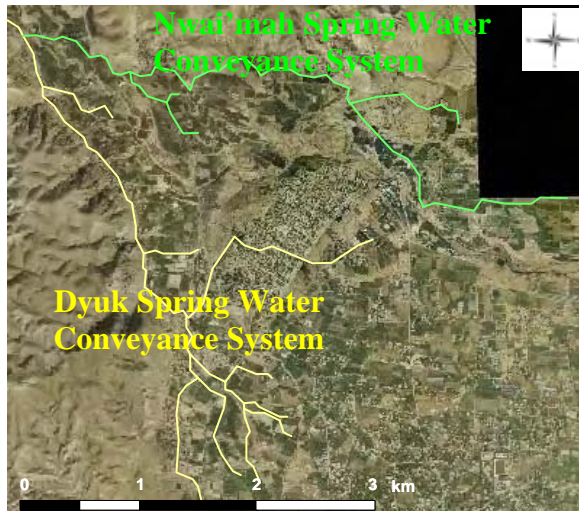 Nwai'mah Spring Water
Conveyance System
Dyuk Spring Water
Conveyance System
0 1 2 3 km